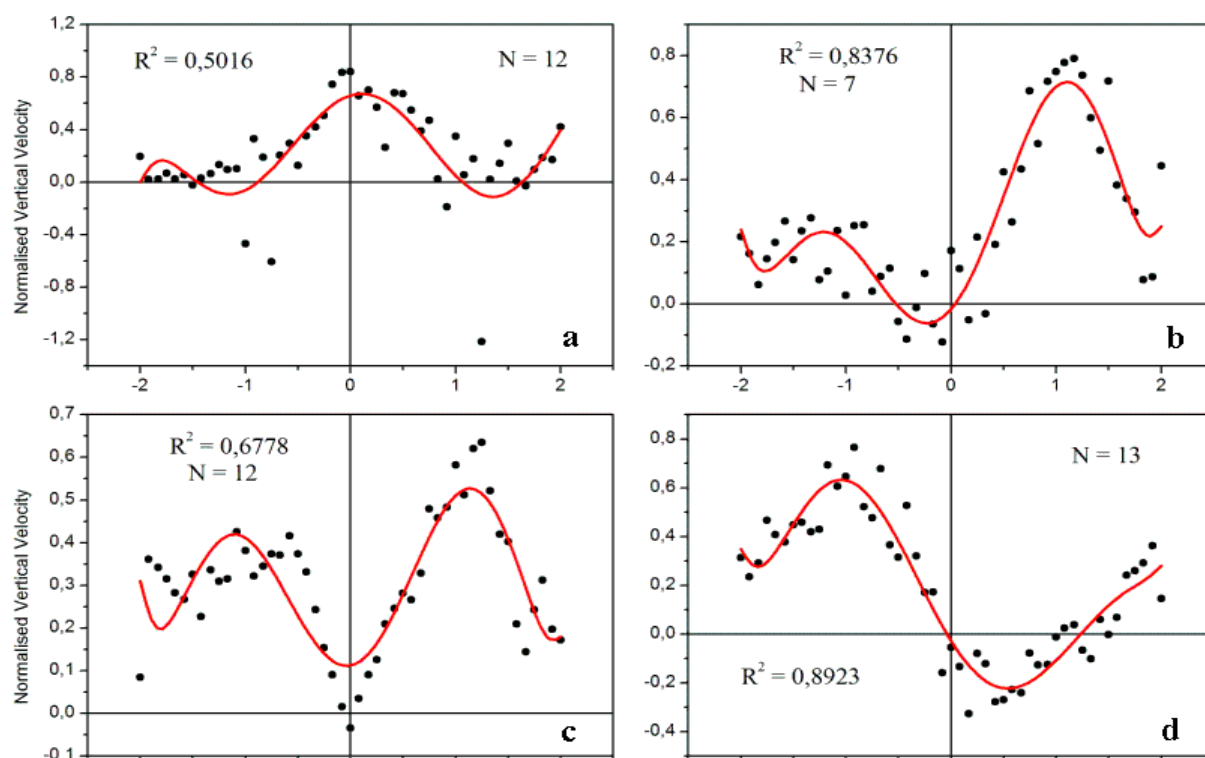 1,2
0,8
0,4
0,0
-0,4
-0,8
-1,2
Normalised Vertical Velocity
R² = 0,5016
N = 12
a
-2
-1
0
1
2
0,8
0,6
0,4
0,2
0,0
-0,2
R² = 0,8376
N = 7
b
-2
-1
0
1
2
0,7
0,6
0,5
0,4
0,3
0,2
0,1
0,0
-0,1
Normalised Vertical Velocity
R² = 0,6778
N = 12
c
0,8
0,6
0,4
0,2
0,0
-0,2
-0,4
N = 13
R² = 0,8923
d